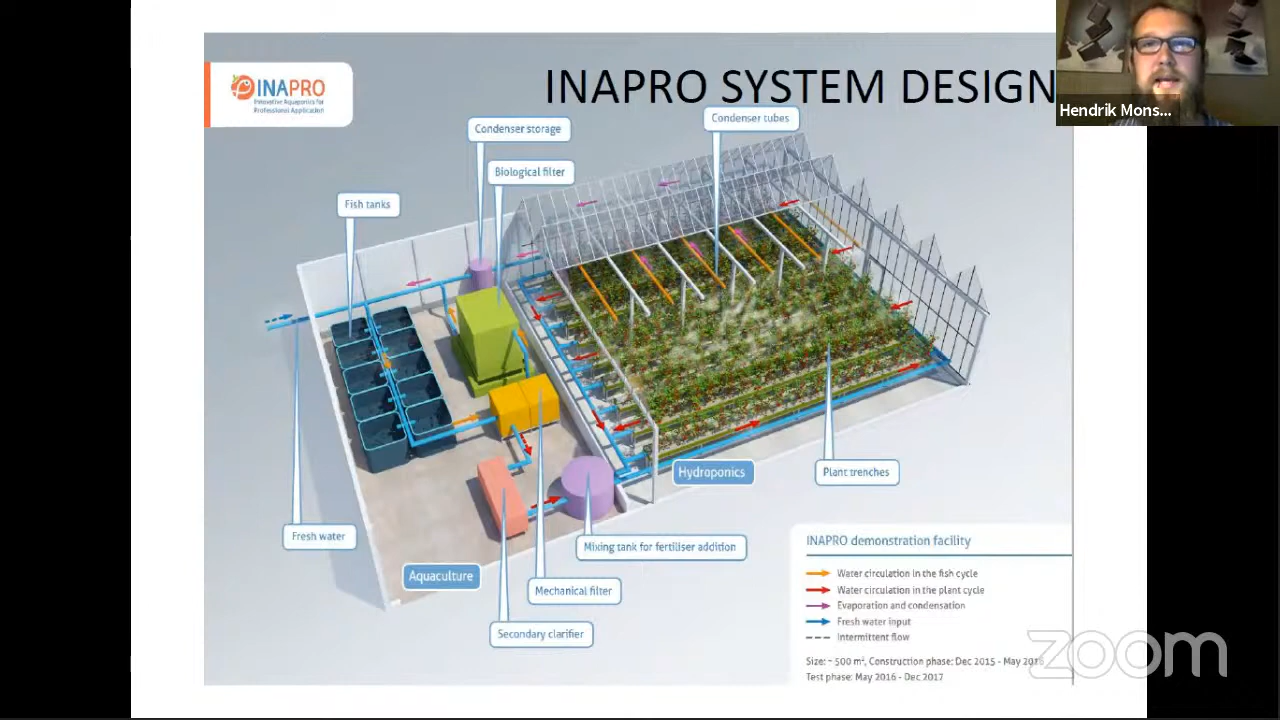 INAPRO SYSTEM DESIGN
INAPRO
Innovative Aquaponics for
Professional Application
Hendrik Mons...
Condenser storage
Condenser tubes
Biological filter
Fish tanks
Hydroponics
Plant trenches
Fresh water
Mixing tank for fertiliser addition
Aquaculture
Mechanical filter
Secondary clarifier
INAPRO demonstration facility
Water circulation in the fish cycle
Water circulation in the plant cycle
Evaporation and condensation
Fresh water input
Intermittent flow
Size: ~ 500 m², Construction phase: Dec 2015 - May 2016
Test phase: May 2016 - Dec 2017
zoom